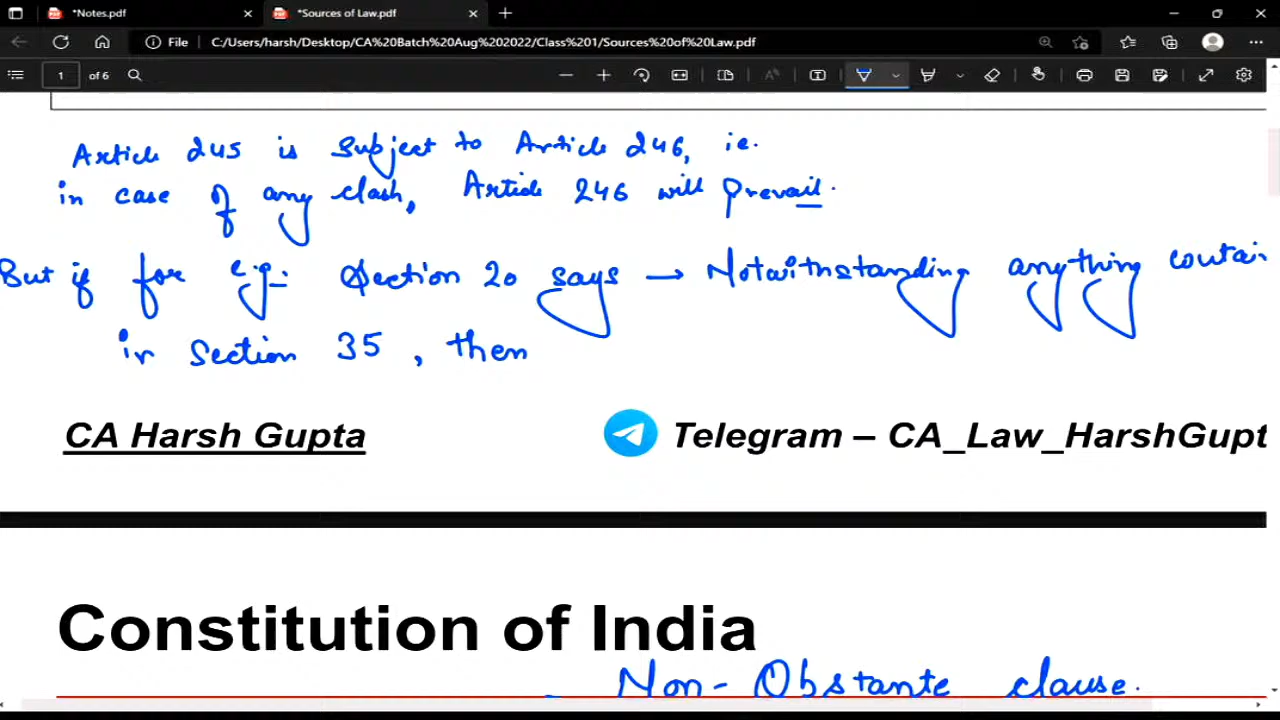 *Notes.pdf
*Sources of Law.pdf
File C:/Users/harsh/Desktop/CA%20Batch%20Aug%202022/Class%201/Sources%20of%20Law.pdf
1 of 6
Article 245 is subject to Article 246, ie.
in case of any clash, Article 246 will prevail.
But if for e.g:- Section 20 says → Notwithstanding anything contain
in section 35, then
CA Harsh Gupta
Telegram – CA_Law_HarshGupt
Constitution of India
Non-Obstante clause.